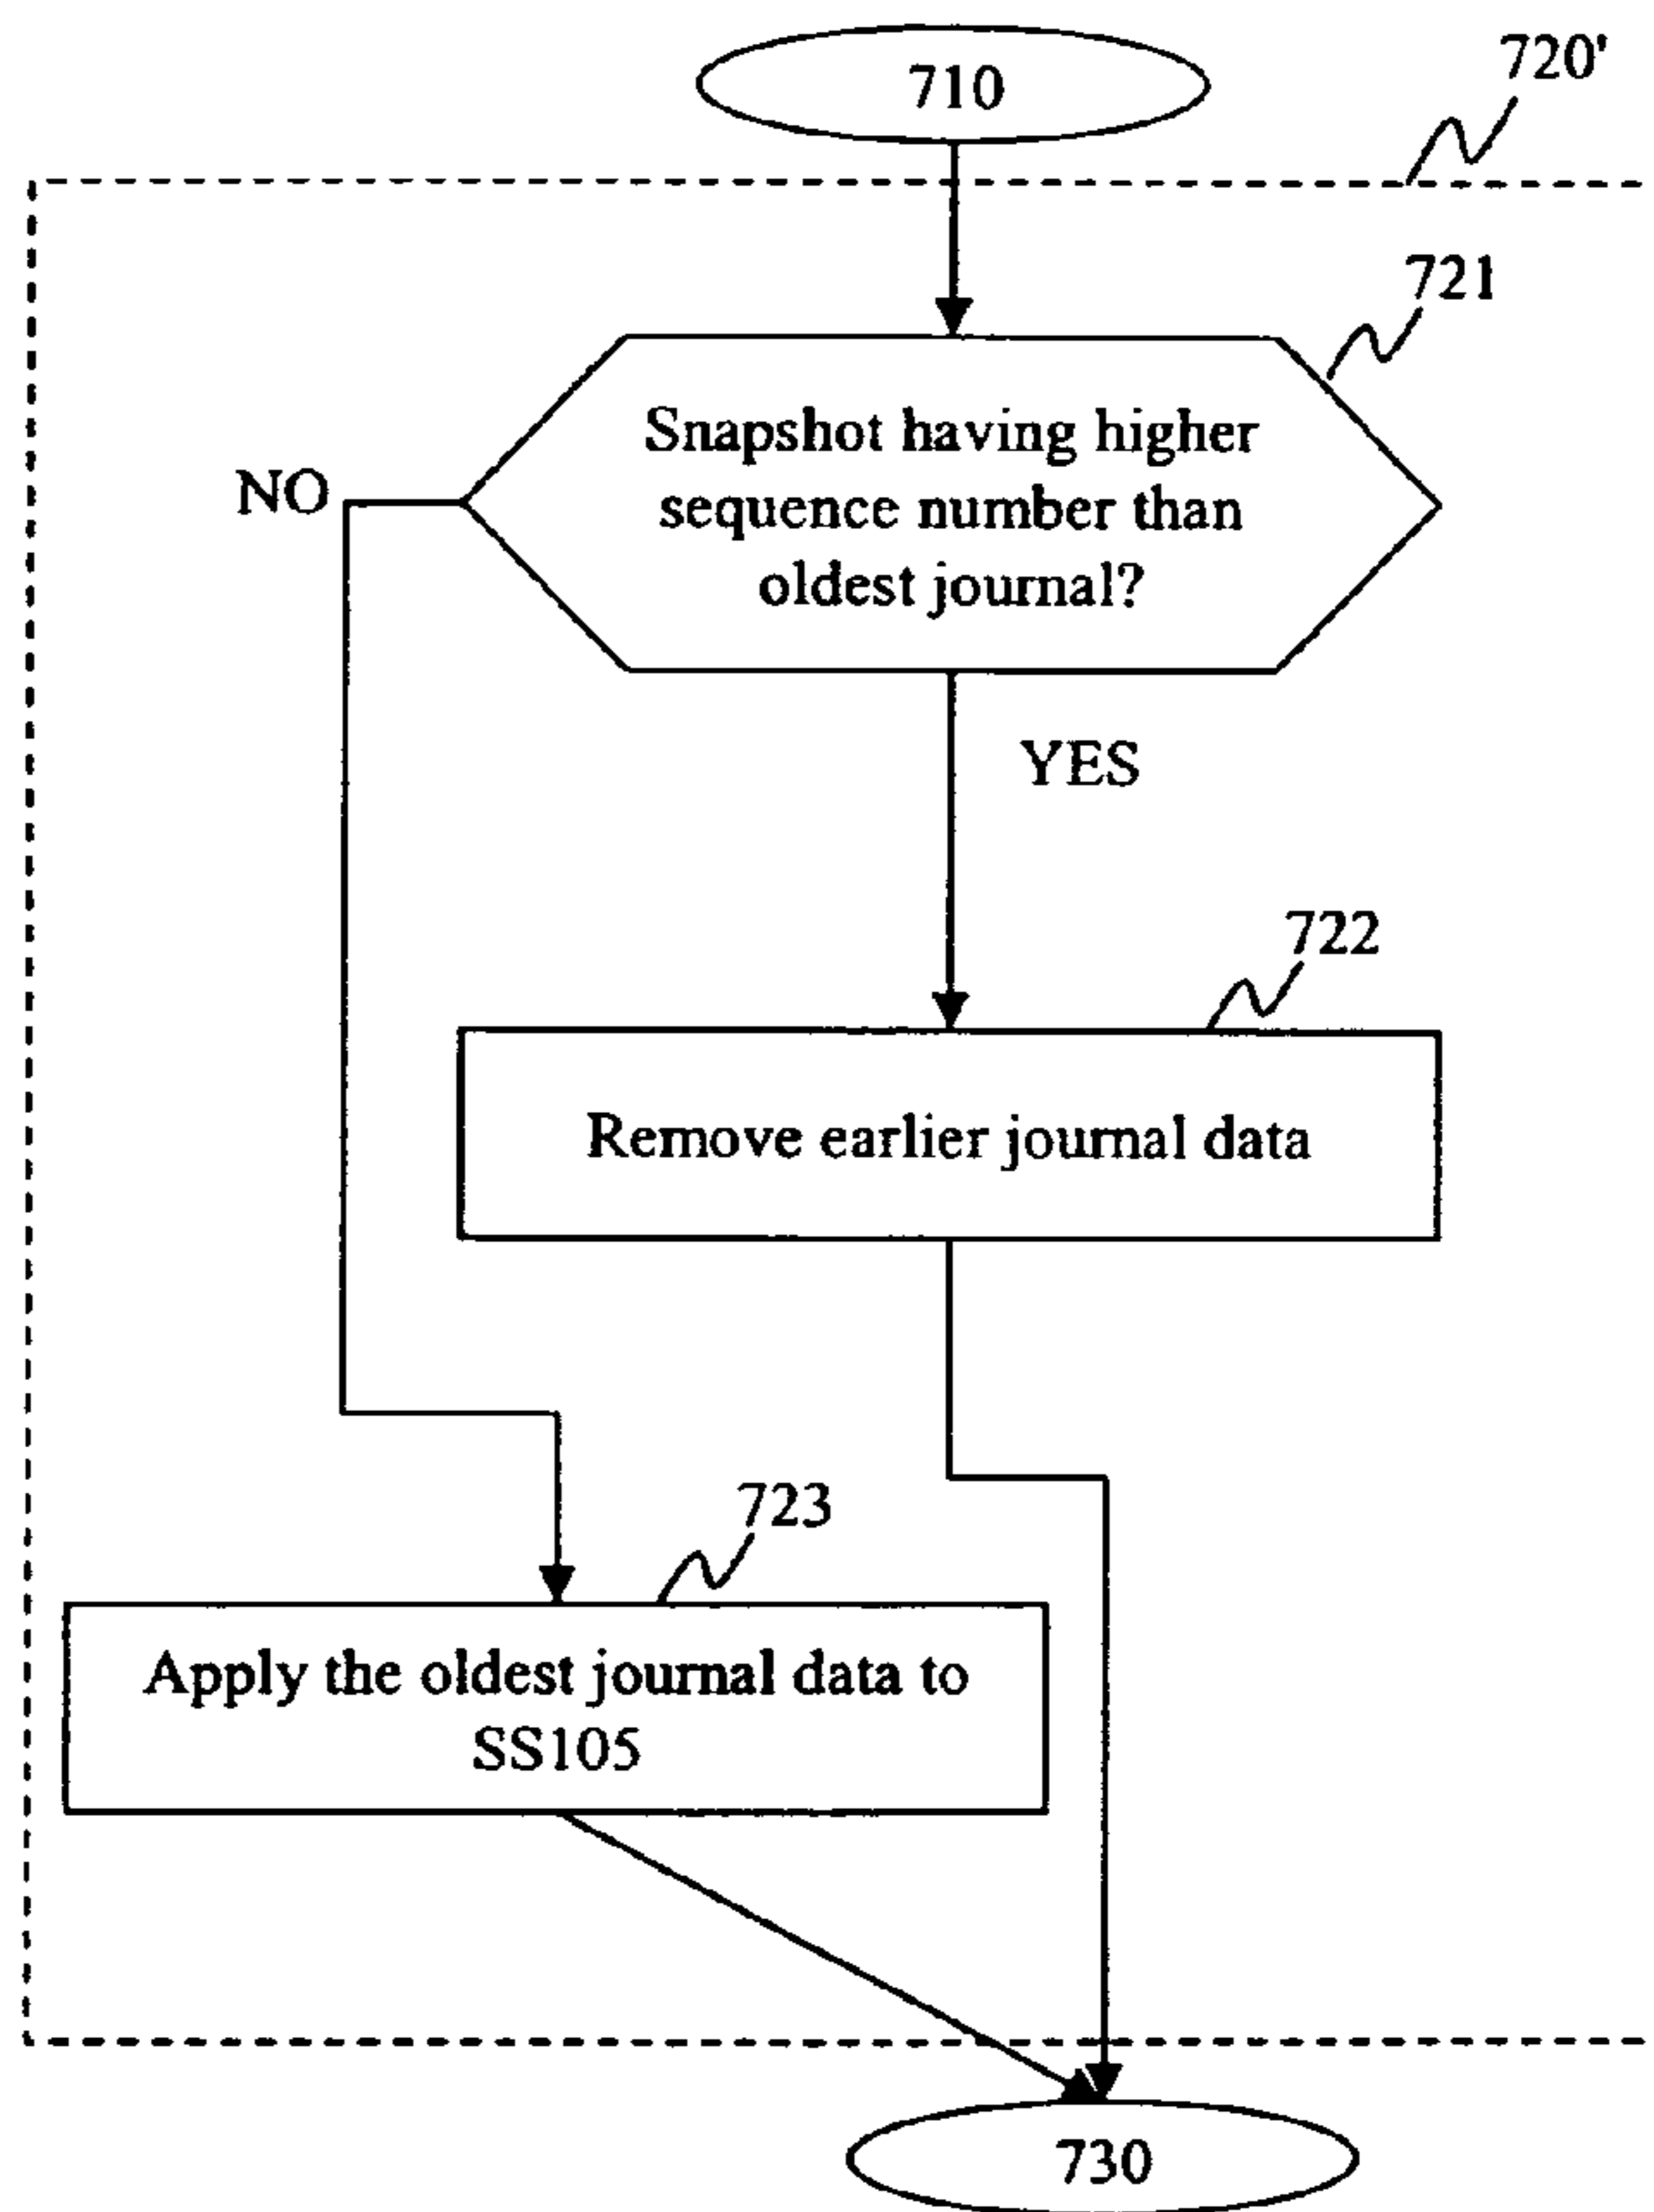 710
720'
721
Snapshot having higher
sequence number than
oldest journal?
NO
YES
722
Remove earlier journal data
723
Apply the oldest journal data to
SS105
730